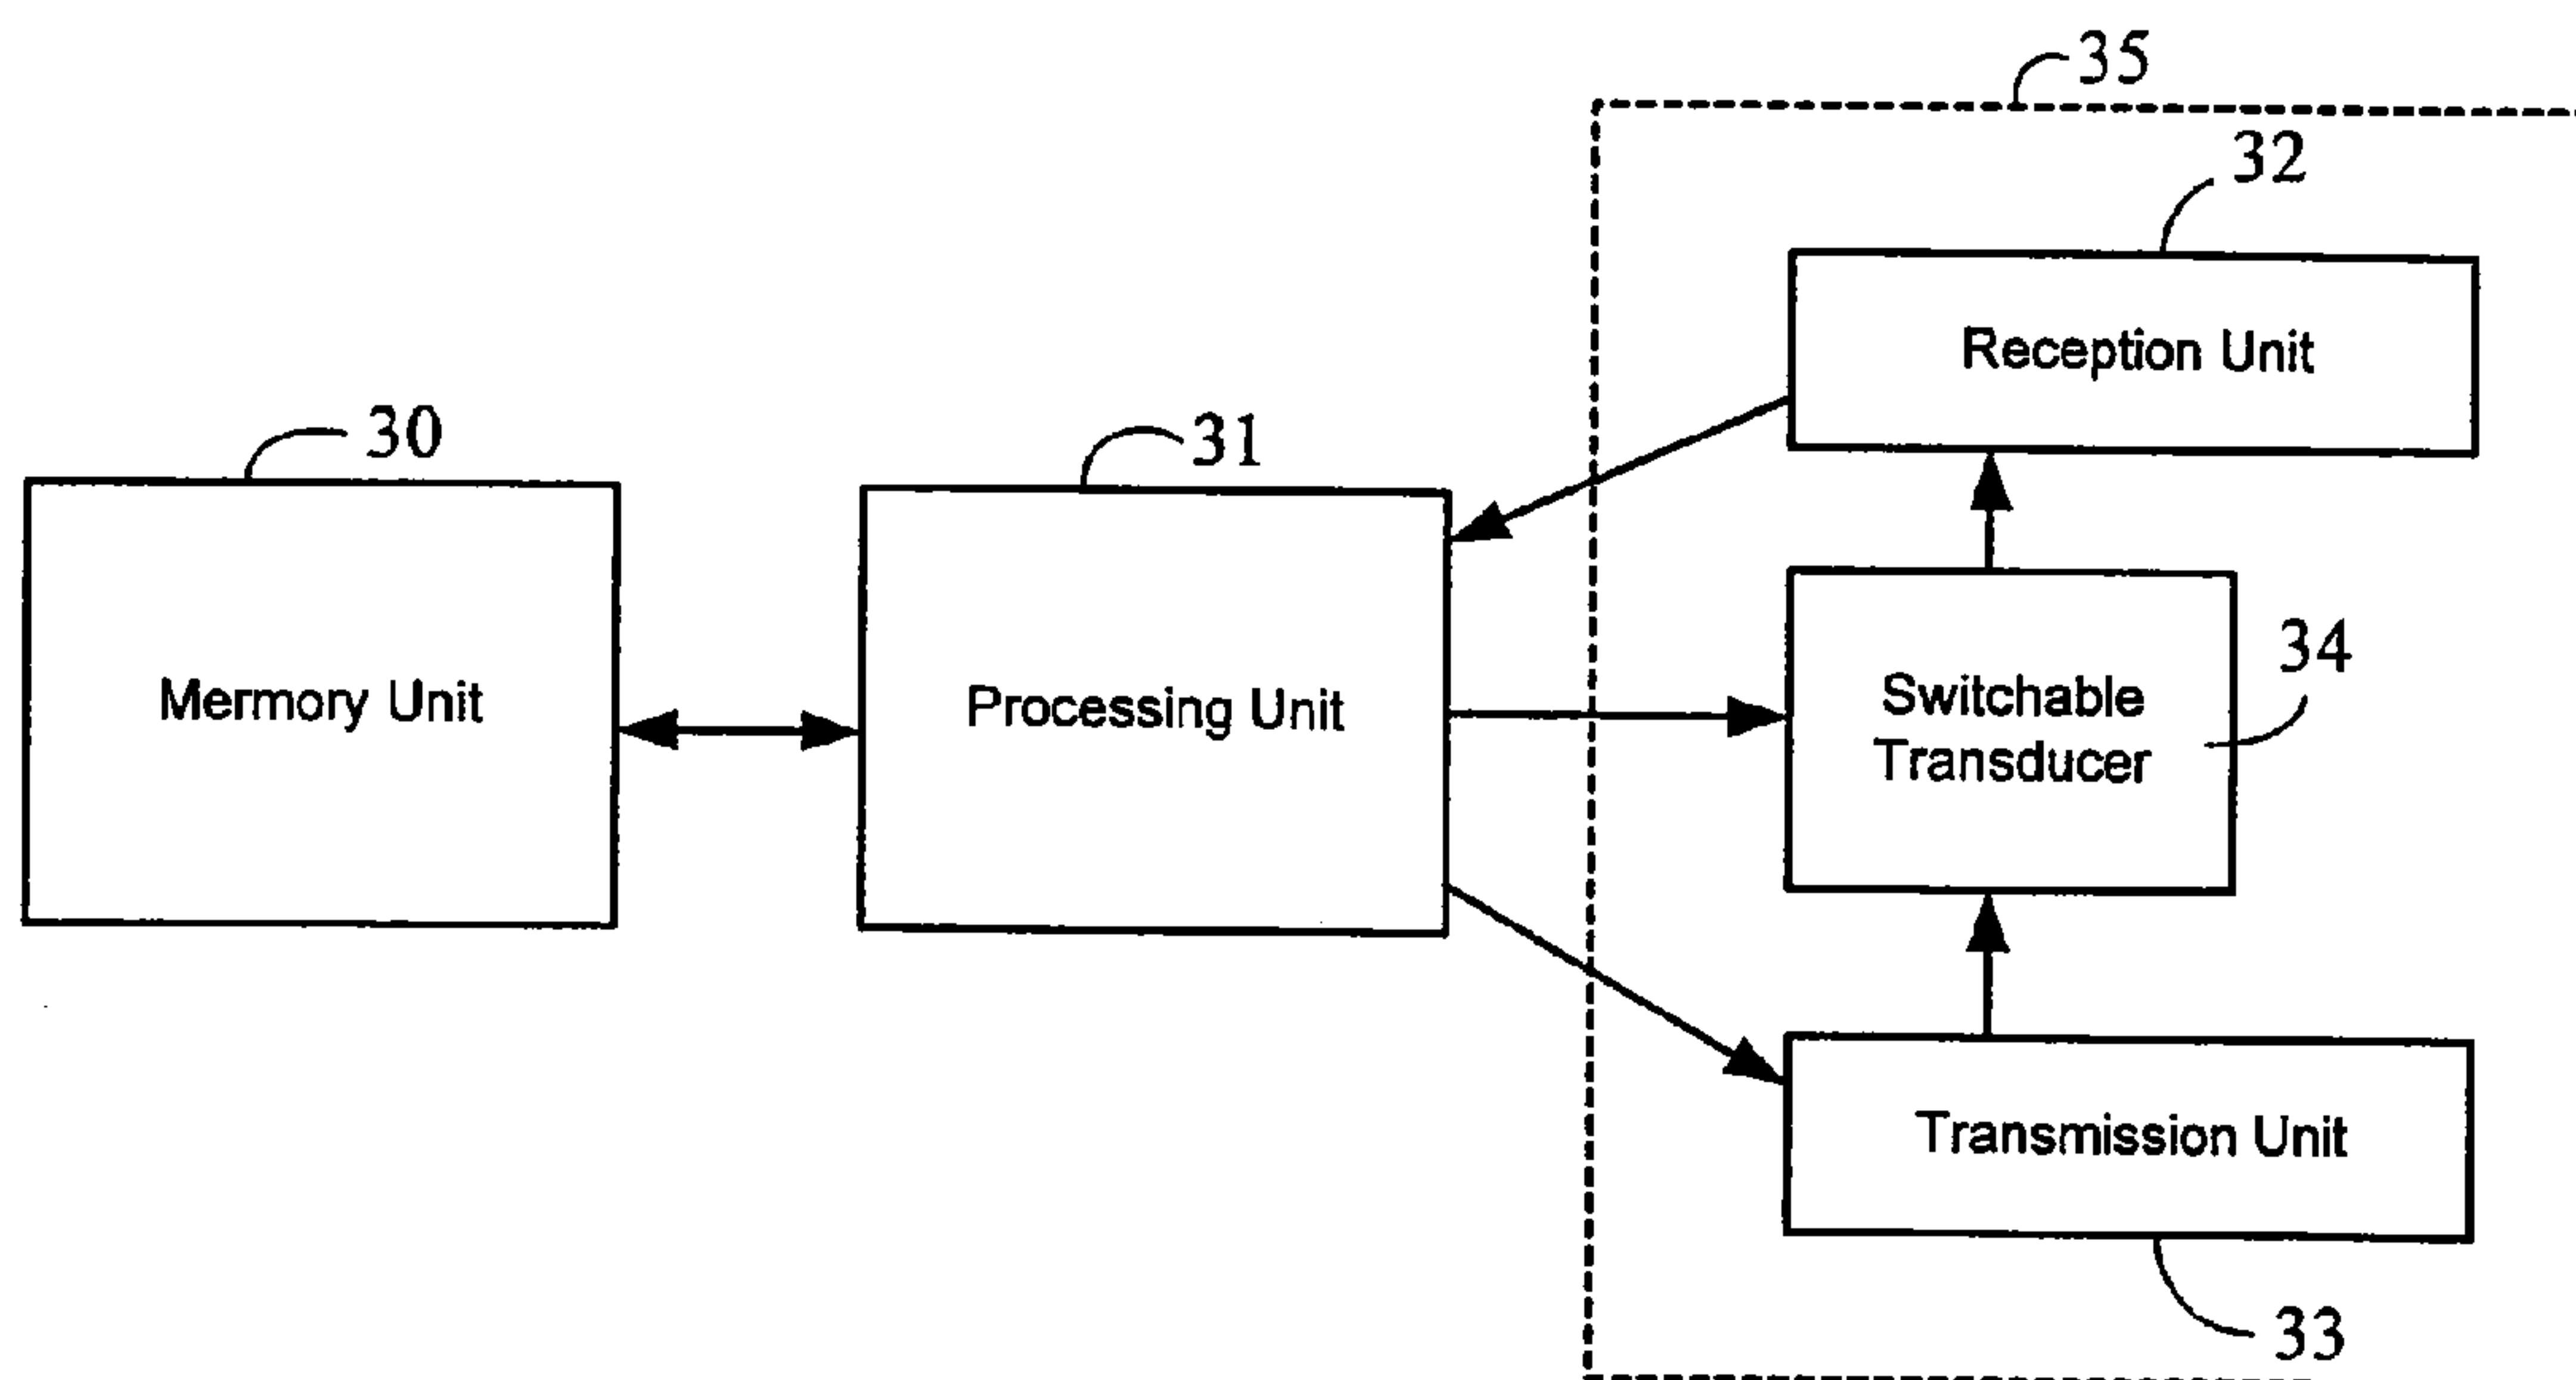 35
32
Reception Unit
30
31
Mermory Unit
Processing Unit
34
Switchable
Transducer
Transmission Unit
33